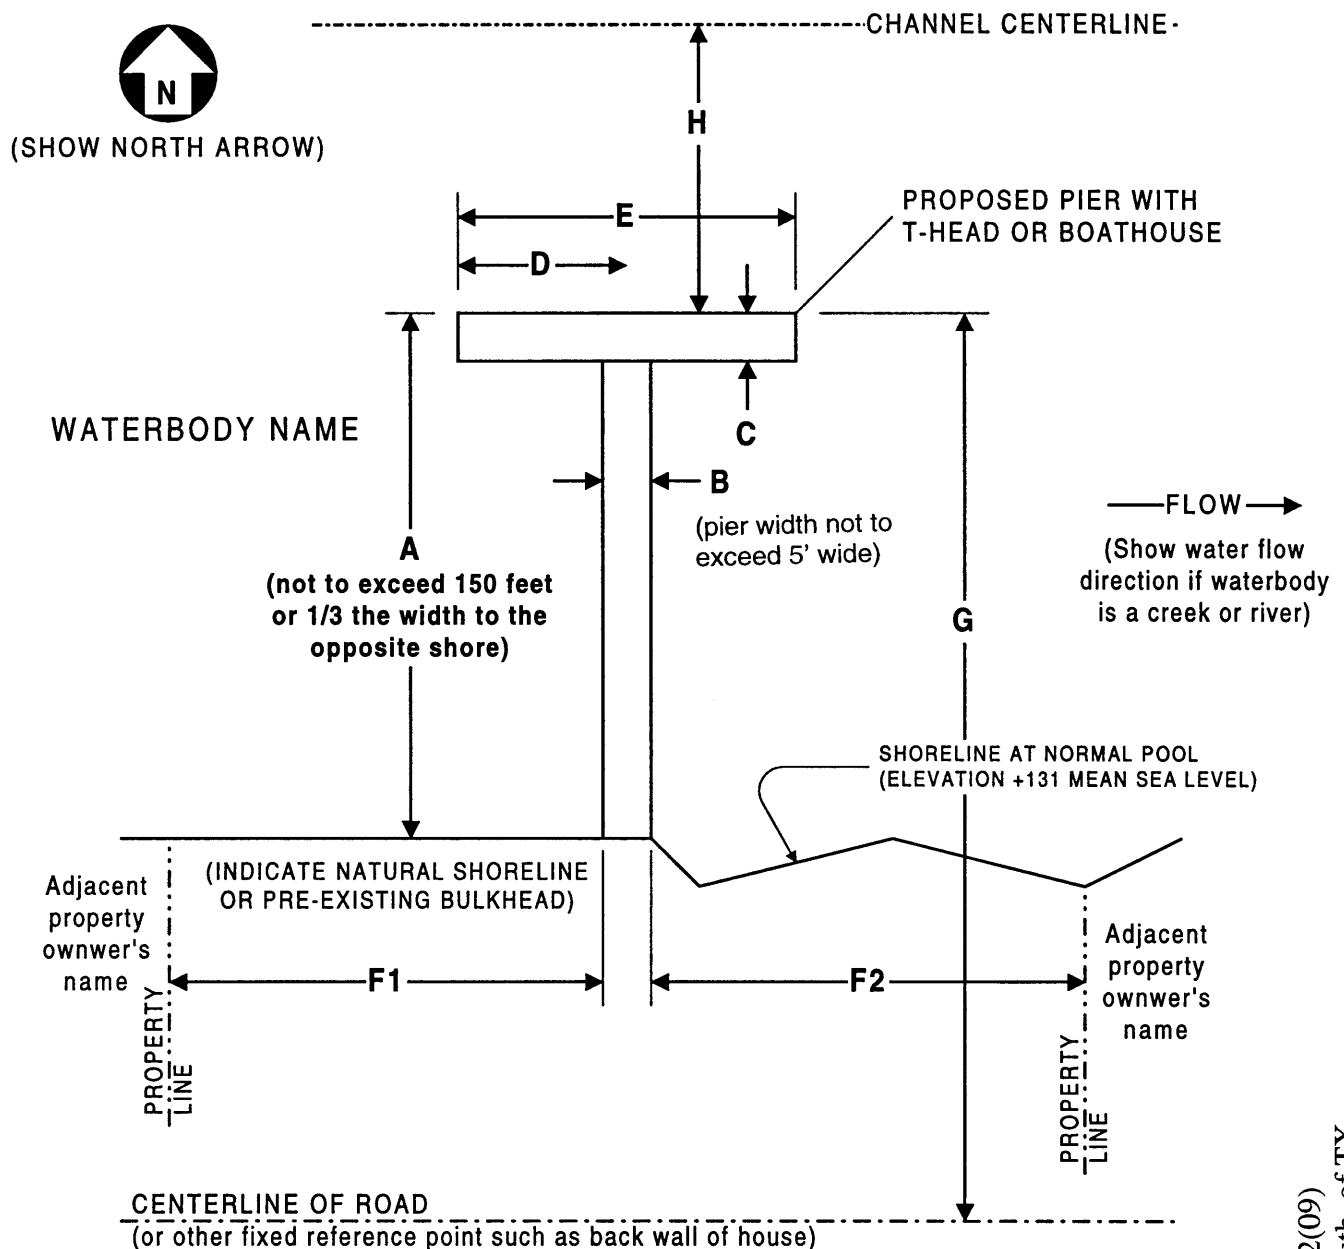 CHANNEL CENTERLINE
N
(SHOW NORTH ARROW)
H
E
D
PROPOSED PIER WITH
T-HEAD OR BOATHOUSE
WATERBODY NAME
C
B
(pier width not to
exceed 5' wide)
FLOW
(Show water flow
direction if waterbody
is a creek or river)
A
(not to exceed 150 feet
or 1/3 the width to the
opposite shore)
G
SHORELINE AT NORMAL POOL
(ELEVATION +131 MEAN SEA LEVEL)
(INDICATE NATURAL SHORELINE
OR PRE-EXISTING BULKHEAD)
Adjacent
property
ownwer's
name
F1
F2
Adjacent
property
ownwer's
name
PROPERTY
LINE
PROPERTY
LINE
CENTERLINE OF ROAD
(or other fixed reference point such as back wall of house)
2(09)
of TX